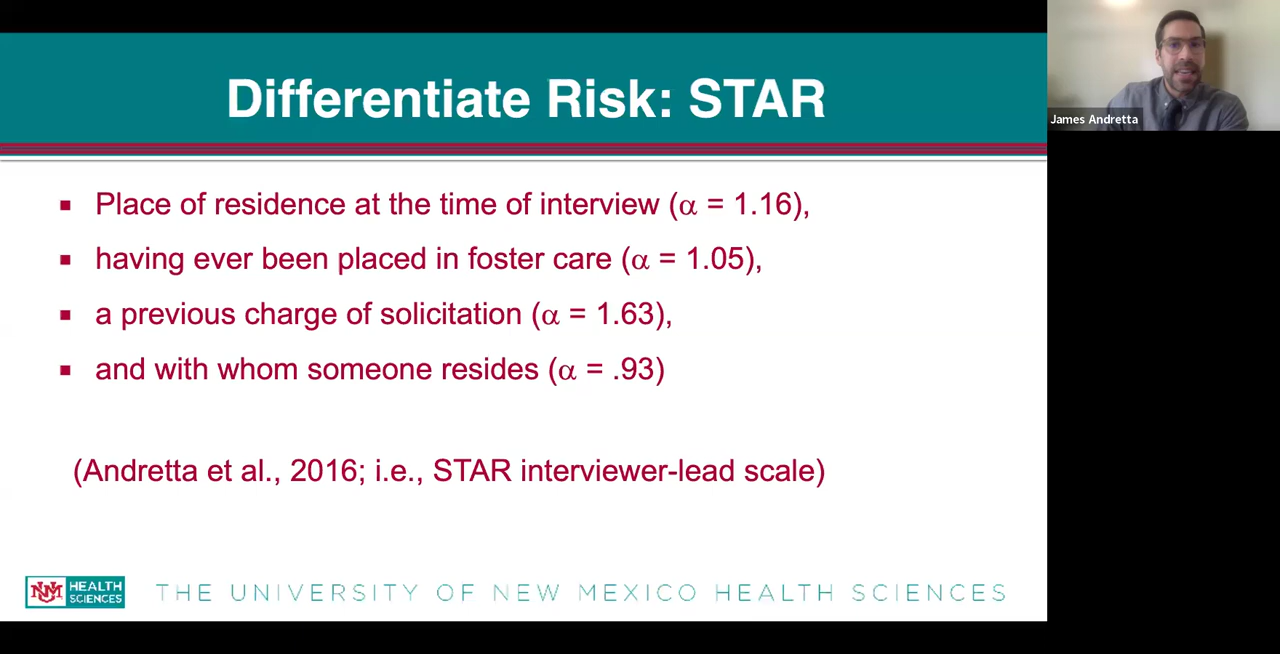 Differentiate Risk: STAR
James Andretta
▪ Place of residence at the time of interview (α = 1.16),
▪ having ever been placed in foster care (α = 1.05),
▪ a previous charge of solicitation (α = 1.63),
▪ and with whom someone resides (α = .93)
(Andretta et al., 2016; i.e., STAR interviewer-lead scale)
UNM HEALTH SCIENCES
THE UNIVERSITY OF NEW MEXICO HEALTH SCIENCES